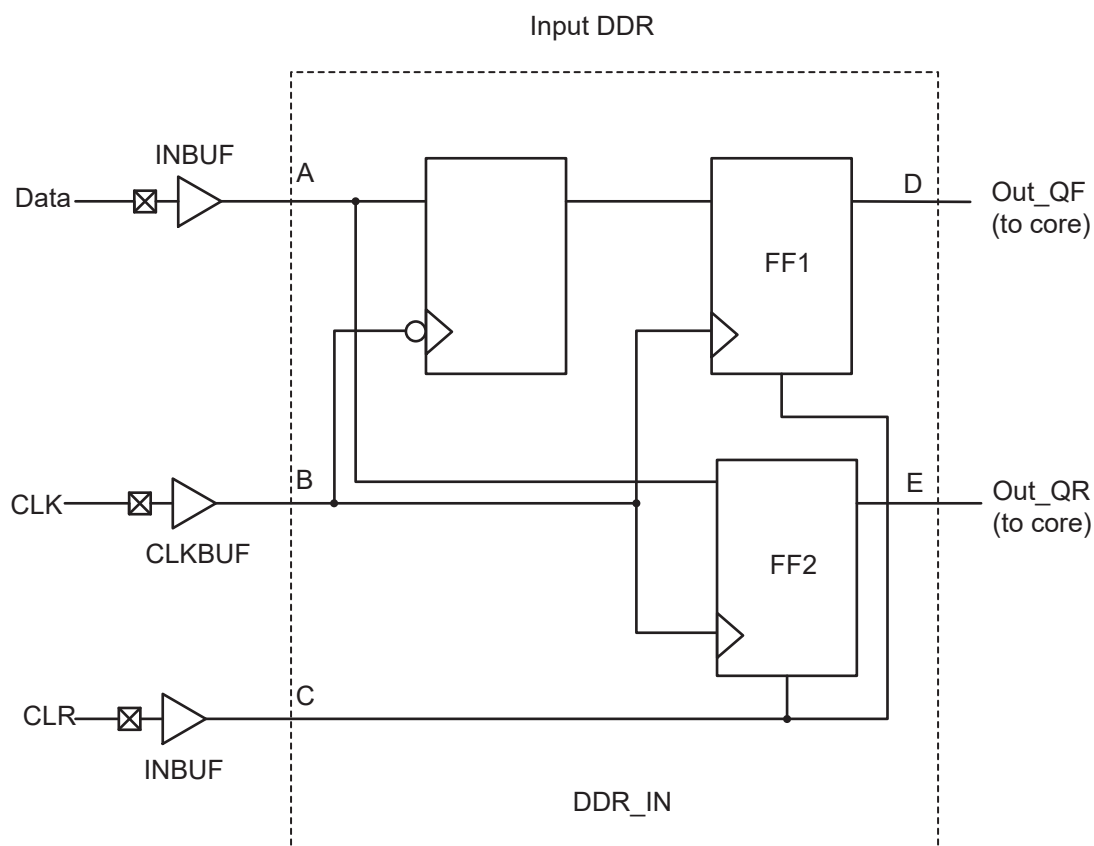 Input DDR
INBUF
A
D
Data
Out_QF
(to core)
FF1
B
E
CLK
Out_QR
(to core)
CLKBUF
FF2
C
CLR
INBUF
DDR_IN